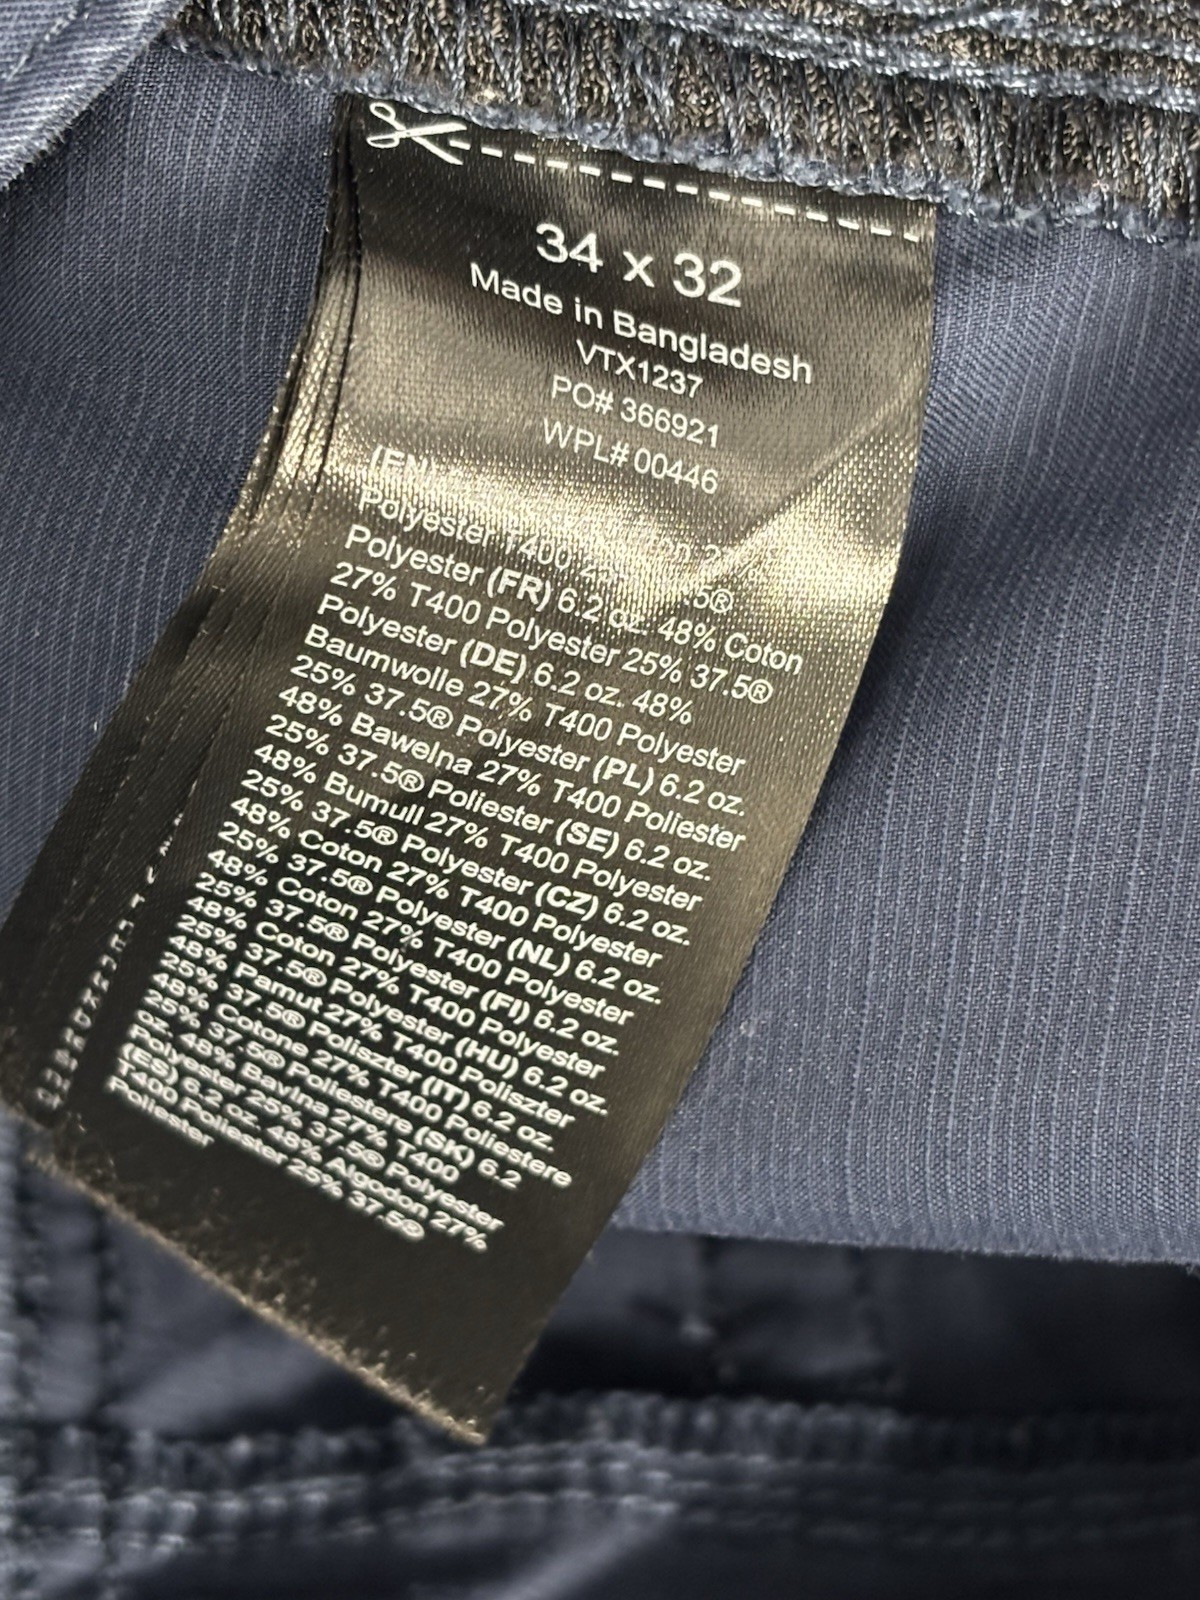 34 x 32
Made in Bangladesh
VTX1237
PO# 366921
WPL# 00446
(EN)
Polyester T400 .5®
Polyester (FR) 6.2 oz. 48% Coton
27% T400 Polyester 25% 37.5®
Polyester (DE) 6.2 oz. 48%
Baumwolle 27% T400 Polyester
25% 37.5® Polyester (PL) 6.2 oz.
48% Bawelna 27% T400 Poliester
25% 37.5® Poliester (SE) 6.2 oz.
48% Bumull 27% T400 Polyester
25% 37.5® Polyester (CZ) 6.2 oz.
48% Coton 27% T400 Polyester
25% 37.5® Polyester (NL) 6.2 oz.
48% Coton 27% T400 Polyester
25% 37.5® Polyester (FI) 6.2 oz.
48% Coton 27% T400 Polyester
25% 37.5® Polyester (HU) 6.2 oz.
48% Pamut 27% T400 Poliszter
25% 37.5® Poliszter (IT) 6.2 oz.
48% Cotone 27% T400 Poliestere
25% 37.5® Poliestere (SK) 6.2
oz. 48% Bavlna 27% T400
Polyester 25% 37.5® Polyester
(ES) 6.2 oz. 48% Algodon 27%
T400 Poliester 25% 37.5®
Poliester